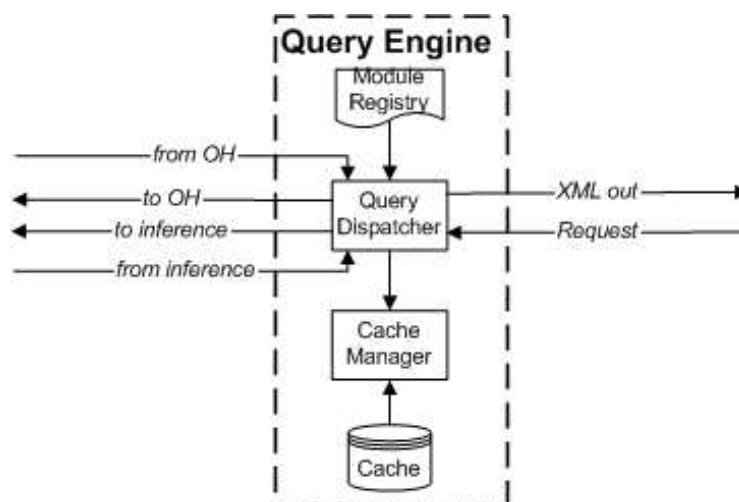 Query Engine
Module
Registry
from OH
to OH
Query
Dispatcher
XML out
to inference
Request
from inference
Cache
Manager
Cache